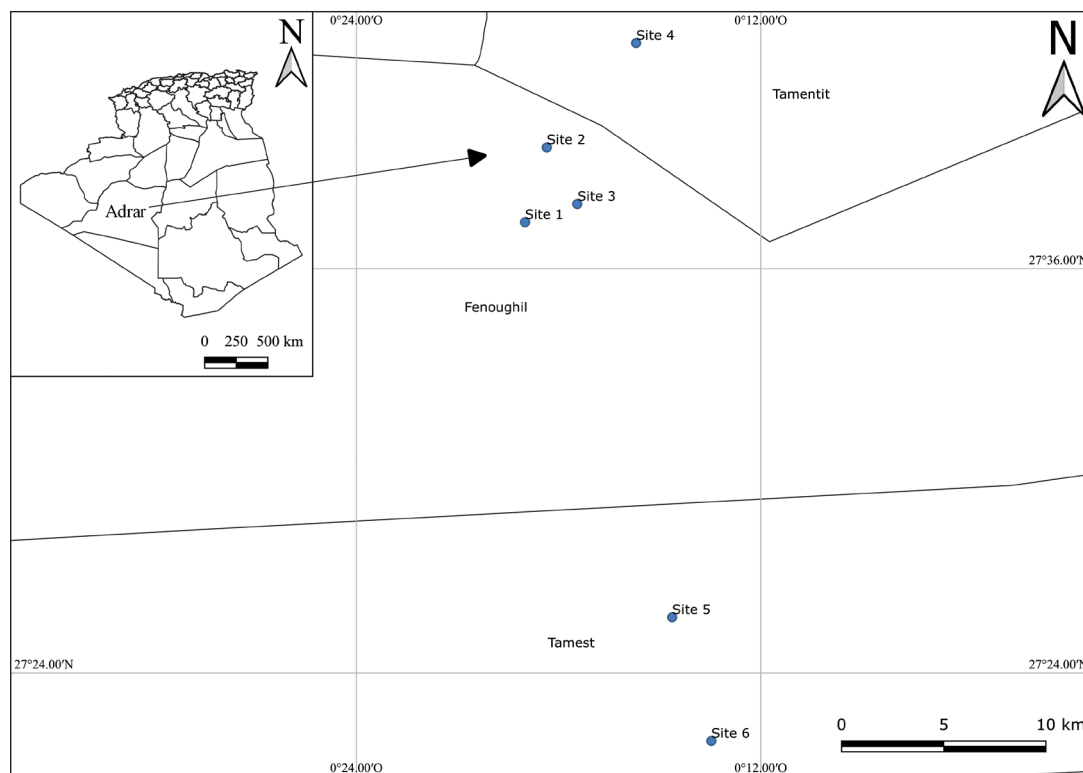 0°24.00'O
0°12.00'O
N
N
Site 4
Tamentit
Site 2
Site 3
Adrar
Site 1
27°36.00'N
Fenoughil
0 250 500 km
Site 5
Tamest
27°24.00'N
27°24.00'N
Site 6
0 5 10 km
0°24.00'O
0°12.00'O